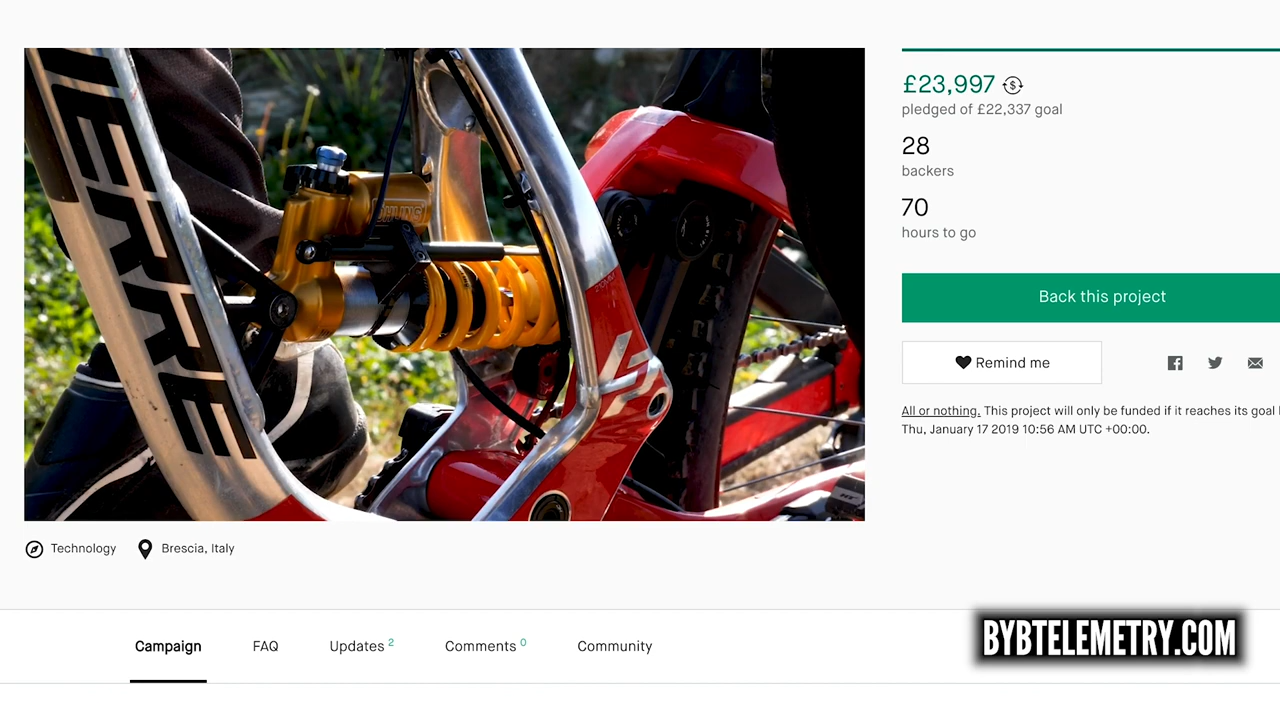 LERRE
OHLINS
£23,997
pledged of £22,337 goal
28
backers
70
hours to go
Back this project
Remind me
All or nothing. This project will only be funded if it reaches its goal
Thu, January 17 2019 10:56 AM UTC +00:00.
Technology
Brescia, Italy
Campaign
FAQ
Updates 2
Comments 0
Community
BYBTELEMETRY.COM